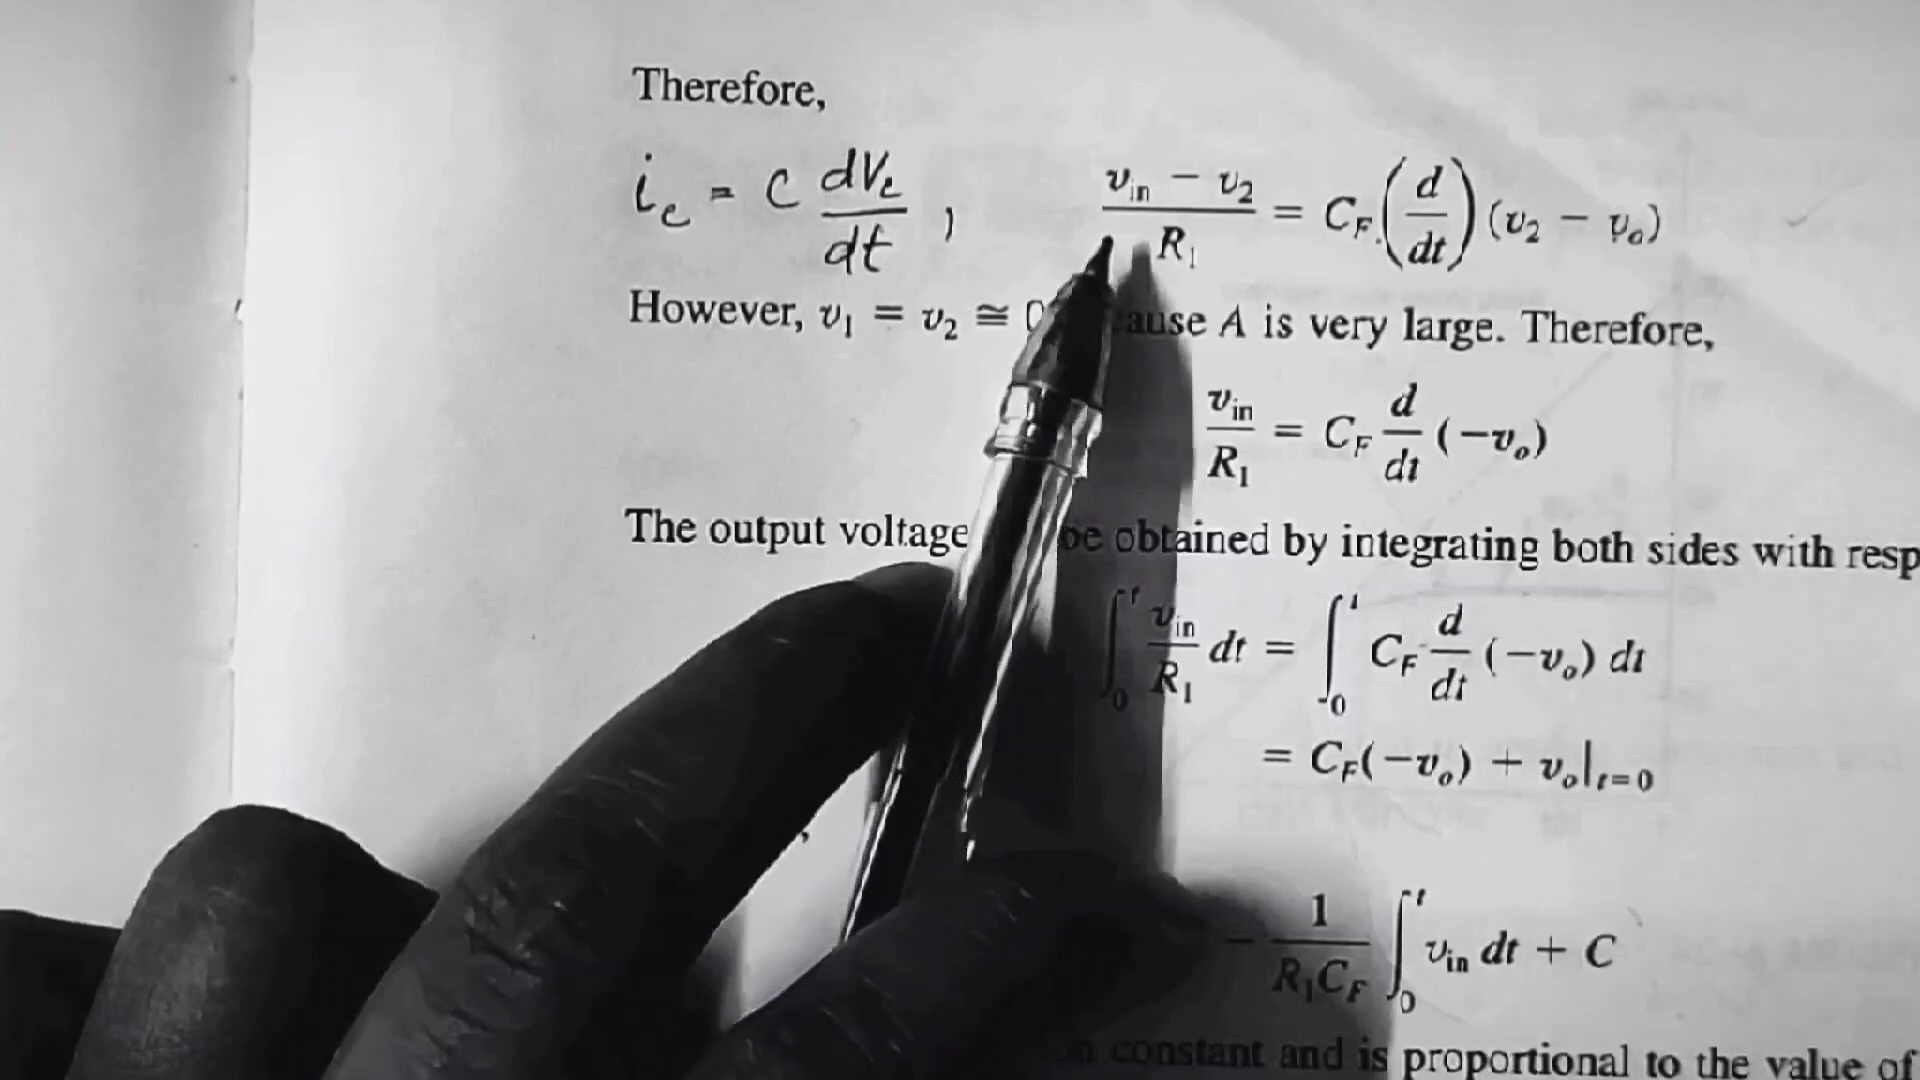 Therefore,
i_c = C dV_c/dt , (v_in − v_2)/R_1 = C_F (d/dt)(v_2 − v_o)
However, v_1 = v_2 ≅ 0 because A is very large. Therefore,
v_in/R_1 = C_F d/dt (−v_o)
The output voltage be obtained by integrating both sides with
∫_0^t v_in/R_1 dt = ∫_0^t C_F d/dt (−v_o) dt
= C_F(−v_o) + v_o|_{t=0}
− 1/(R_1C_F) ∫_0^t v_in dt + C
constant and is proportional to the value of